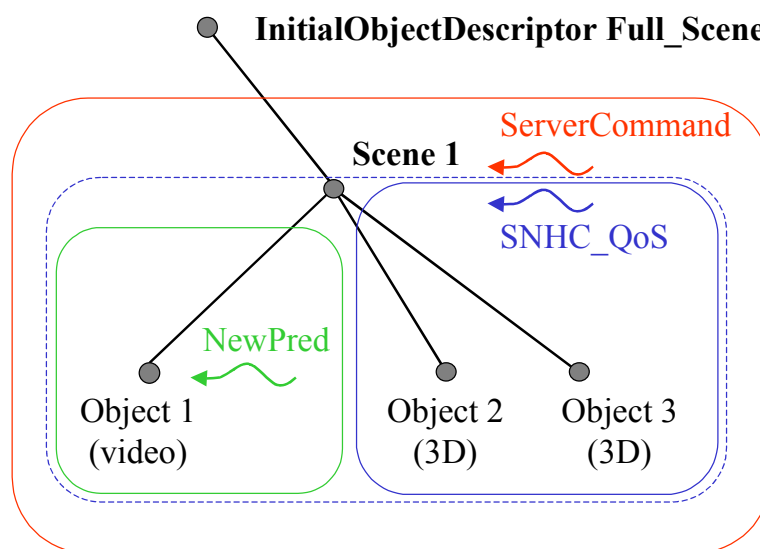 InitialObjectDescriptor Full_Scene
ServerCommand
Scene 1
SNHC_QoS
NewPred
Object 1
(video)
Object 2
(3D)
Object 3
(3D)